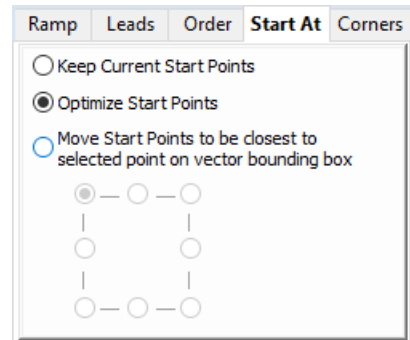 Ramp Leads Order Start At Corners
Keep Current Start Points
Optimize Start Points
Move Start Points to be closest to
selected point on vector bounding box